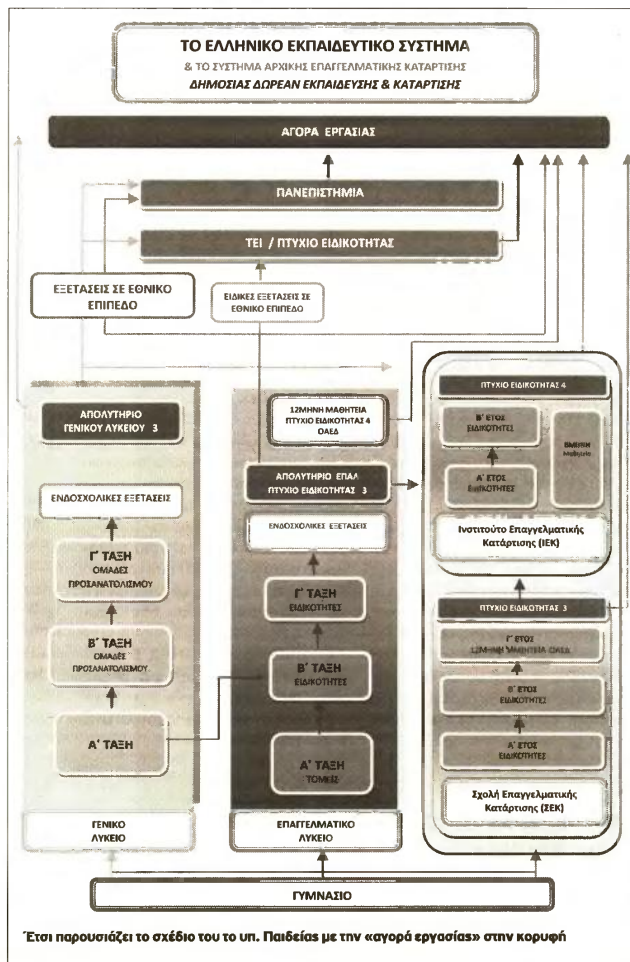 ΤΟ ΕΛΛΗΝΙΚΟ ΕΚΠΑΙΔΕΥΤΙΚΟ ΣΥΣΤΗΜΑ
& ΤΟ ΣΥΣΤΗΜΑ ΑΡΧΙΚΗΣ ΕΠΑΓΓΕΛΜΑΤΙΚΗΣ ΚΑΤΑΡΤΙΣΗΣ
ΔΗΜΟΣΙΑΣ ΔΩΡΕΑΝ ΕΚΠΑΙΔΕΥΣΗΣ & ΚΑΤΑΡΤΙΣΗΣ
ΑΓΟΡΑ ΕΡΓΑΣΙΑΣ
ΠΑΝΕΠΙΣΤΗΜΙΑ
ΤΕΙ / ΠΤΥΧΙΟ ΕΙΔΙΚΟΤΗΤΑΣ
ΕΞΕΤΑΣΕΙΣ ΣΕ ΕΘΝΙΚΟ
ΕΠΙΠΕΔΟ
ΕΙΔΙΚΕΣ ΕΞΕΤΑΣΕΙΣ ΣΕ
ΕΘΝΙΚΟ ΕΠΙΠΕΔΟ
ΑΠΟΛΥΤΗΡΙΟ
ΓΕΝΙΚΟΥ ΛΥΚΕΙΟΥ 3
ΕΝΔΟΣΧΟΛΙΚΕΣ ΕΞΕΤΑΣΕΙΣ
Γ' ΤΑΞΗ
ΟΜΑΔΕΣ
ΠΡΟΣΑΝΑΤΟΛΙΣΜΟΥ
Β' ΤΑΞΗ
ΟΜΑΔΕΣ
ΠΡΟΣΑΝΑΤΟΛΙΣΜΟΥ
Α' ΤΑΞΗ
ΓΕΝΙΚΟ
ΛΥΚΕΙΟ
12ΜΗΝΗ ΜΑΘΗΤΕΙΑ
ΠΤΥΧΙΟ ΕΙΔΙΚΟΤΗΤΑΣ 4
ΟΑΕΔ
ΑΠΟΛΥΤΗΡΙΟ ΕΠΑΛ
ΠΤΥΧΙΟ ΕΙΔΙΚΟΤΗΤΑΣ 3
ΕΝΔΟΣΧΟΛΙΚΕΣ ΕΞΕΤΑΣΕΙΣ
Γ' ΤΑΞΗ
ΕΙΔΙΚΟΤΗΤΕΣ
Β' ΤΑΞΗ
ΕΙΔΙΚΟΤΗΤΕΣ
Α' ΤΑΞΗ
ΤΟΜΕΙΣ
ΕΠΑΓΓΕΛΜΑΤΙΚΟ
ΛΥΚΕΙΟ
ΠΤΥΧΙΟ ΕΙΔΙΚΟΤΗΤΑΣ 4
Β' ΕΤΟΣ
ΕΙΔΙΚΟΤΗΤΕΣ
Α' ΕΤΟΣ
ΕΙΔΙΚΟΤΗΤΕΣ
Ινστιτούτο Επαγγελματικής
Κατάρτισης (ΙΕΚ)
ΠΤΥΧΙΟ ΕΙΔΙΚΟΤΗΤΑΣ 3
Γ' ΕΤΟΣ
12ΜΗΝΗ ΜΑΘΗΤΕΙΑ ΟΑΕΔ
Β' ΕΤΟΣ
ΕΙΔΙΚΟΤΗΤΕΣ
Α' ΕΤΟΣ
ΕΙΔΙΚΟΤΗΤΕΣ
Σχολή Επαγγελματικής
Κατάρτισης (ΣΕΚ)
ΓΥΜΝΑΣΙΟ
Έτσι παρουσιάζει το σχέδιο του το υπ. Παιδείας με την «αγορά εργασίας» στην κορυφή